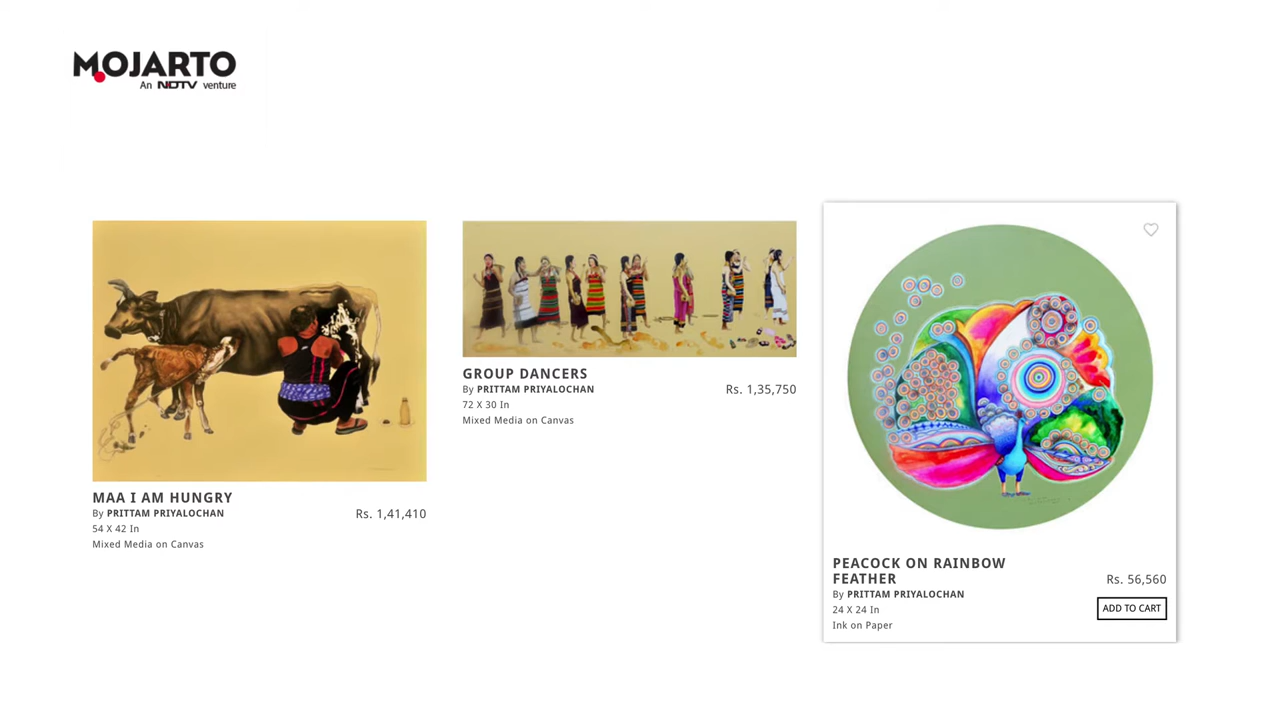 MOJARTO
An NDTV venture
MAA I AM HUNGRY
By PRITTAM PRIYALOCHAN
Rs. 1,41,410
54 X 42 In
Mixed Media on Canvas
GROUP DANCERS
By PRITTAM PRIYALOCHAN
Rs. 1,35,750
72 X 30 In
Mixed Media on Canvas
PEACOCK ON RAINBOW
FEATHER
Rs. 56,560
By PRITTAM PRIYALOCHAN
24 X 24 In
ADD TO CART
Ink on Paper